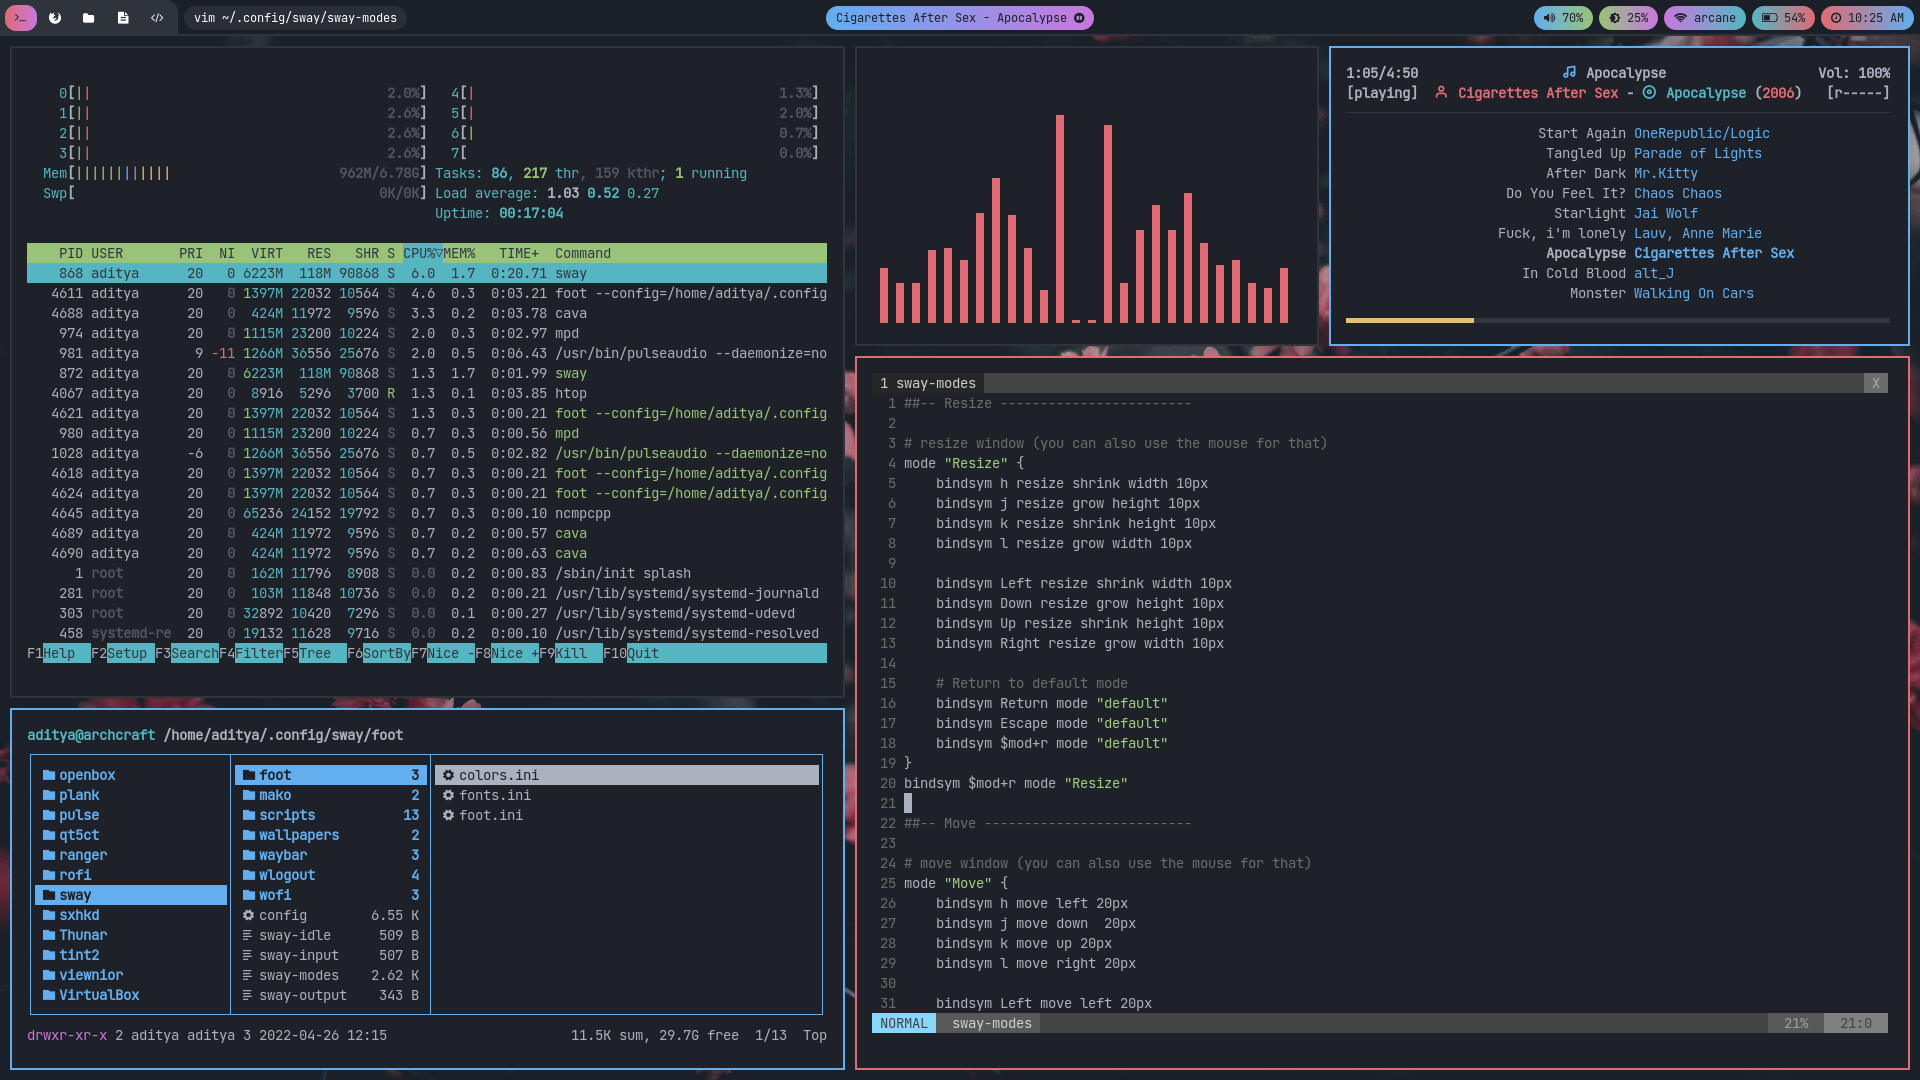 vim ~/.config/sway/sway-modes
Cigarettes After Sex - Apocalypse
70%
25%
arcane
54%
10:25 AM
0[|| 2.0%] 4[| 1.3%]
1[|| 2.6%] 5[| 2.0%]
2[|| 2.6%] 6[| 0.7%]
3[|| 2.6%] 7[ 0.0%]
Mem[|||||||||||| 962M/6.78G] Tasks: 86, 217 thr, 159 kthr; 1 running
Swp[ 0K/0K] Load average: 1.03 0.52 0.27
Uptime: 00:17:04
PID USER PRI NI VIRT RES SHR S CPU%▽MEM% TIME+ Command
868 aditya 20 0 6223M 118M 90868 S 6.0 1.7 0:20.71 sway
4611 aditya 20 0 1397M 22032 10564 S 4.6 0.3 0:03.21 foot --config=/home/aditya/.config
4688 aditya 20 0 424M 11972 9596 S 3.3 0.2 0:03.78 cava
974 aditya 20 0 1115M 23200 10224 S 2.0 0.3 0:02.97 mpd
981 aditya 9 -11 1266M 36556 25676 S 2.0 0.5 0:06.43 /usr/bin/pulseaudio --daemonize=no
872 aditya 20 0 6223M 118M 90868 S 1.3 1.7 0:01.99 sway
4067 aditya 20 0 8916 5296 3700 R 1.3 0.1 0:03.85 htop
4621 aditya 20 0 1397M 22032 10564 S 1.3 0.3 0:00.21 foot --config=/home/aditya/.config
980 aditya 20 0 1115M 23200 10224 S 0.7 0.3 0:00.56 mpd
1028 aditya -6 0 1266M 36556 25676 S 0.7 0.5 0:02.82 /usr/bin/pulseaudio --daemonize=no
4618 aditya 20 0 1397M 22032 10564 S 0.7 0.3 0:00.21 foot --config=/home/aditya/.config
4624 aditya 20 0 1397M 22032 10564 S 0.7 0.3 0:00.21 foot --config=/home/aditya/.config
4645 aditya 20 0 65236 24152 19792 S 0.7 0.3 0:00.10 ncmpcpp
4689 aditya 20 0 424M 11972 9596 S 0.7 0.2 0:00.57 cava
4690 aditya 20 0 424M 11972 9596 S 0.7 0.2 0:00.63 cava
1 root 20 0 162M 11796 8908 S 0.0 0.2 0:00.83 /sbin/init splash
281 root 20 0 103M 11848 10736 S 0.0 0.2 0:00.21 /usr/lib/systemd/systemd-journald
303 root 20 0 32892 10420 7296 S 0.0 0.1 0:00.27 /usr/lib/systemd/systemd-udevd
458 systemd-re 20 0 19132 11628 9716 S 0.0 0.2 0:00.10 /usr/lib/systemd/systemd-resolved
F1Help F2Setup F3SearchF4FilterF5Tree F6SortByF7Nice -F8Nice +F9Kill F10Quit
1:05/4:50 Apocalypse Vol: 100%
[playing] Cigarettes After Sex - Apocalypse (2006) [r-----]
Start Again OneRepublic/Logic
Tangled Up Parade of Lights
After Dark Mr.Kitty
Do You Feel It? Chaos Chaos
Starlight Jai Wolf
Fuck, i'm lonely Lauv, Anne Marie
Apocalypse Cigarettes After Sex
In Cold Blood alt_J
Monster Walking On Cars
aditya@archcraft /home/aditya/.config/sway/foot
openbox foot 3 colors.ini
plank mako 2 fonts.ini
pulse scripts 13 foot.ini
qt5ct wallpapers 2
ranger waybar 3
rofi wlogout 4
sway wofi 3
sxhkd config 6.55 K
Thunar sway-idle 509 B
tint2 sway-input 507 B
viewnior sway-modes 2.62 K
VirtualBox sway-output 343 B
drwxr-xr-x 2 aditya aditya 3 2022-04-26 12:15 11.5K sum, 29.7G free 1/13 Top
1 sway-modes X
1 ##-- Resize ------------------------
2
3 # resize window (you can also use the mouse for that)
4 mode "Resize" {
5 bindsym h resize shrink width 10px
6 bindsym j resize grow height 10px
7 bindsym k resize shrink height 10px
8 bindsym l resize grow width 10px
9
10 bindsym Left resize shrink width 10px
11 bindsym Down resize grow height 10px
12 bindsym Up resize shrink height 10px
13 bindsym Right resize grow width 10px
14
15 # Return to default mode
16 bindsym Return mode "default"
17 bindsym Escape mode "default"
18 bindsym $mod+r mode "default"
19 }
20 bindsym $mod+r mode "Resize"
21
22 ##-- Move --------------------------
23
24 # move window (you can also use the mouse for that)
25 mode "Move" {
26 bindsym h move left 20px
27 bindsym j move down  20px
28 bindsym k move up 20px
29 bindsym l move right 20px
30
31 bindsym Left move left 20px
NORMAL sway-modes 21% 21:0